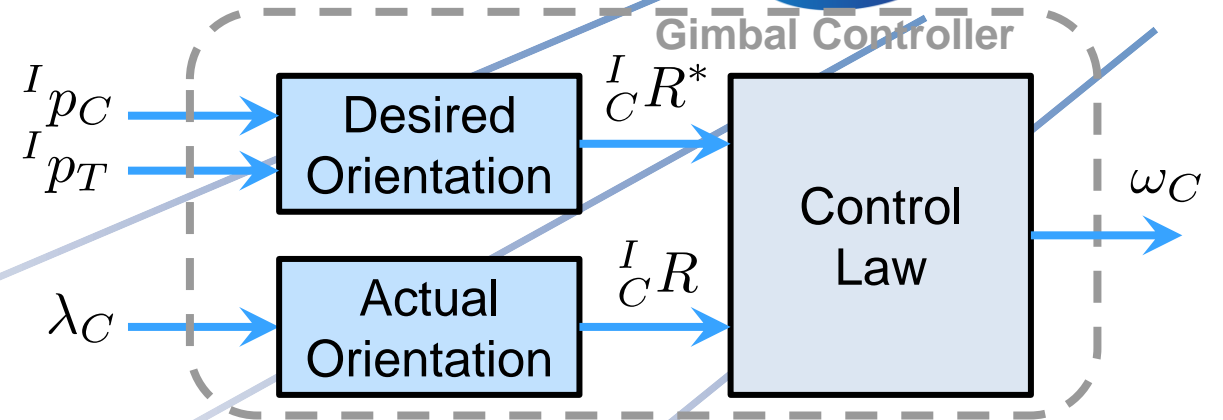 Gimbal Controller
^I p_C
^I p_T
Desired
Orientation
^I_C R^*
Control
Law
ω_C
λ_C
Actual
Orientation
^I_C R